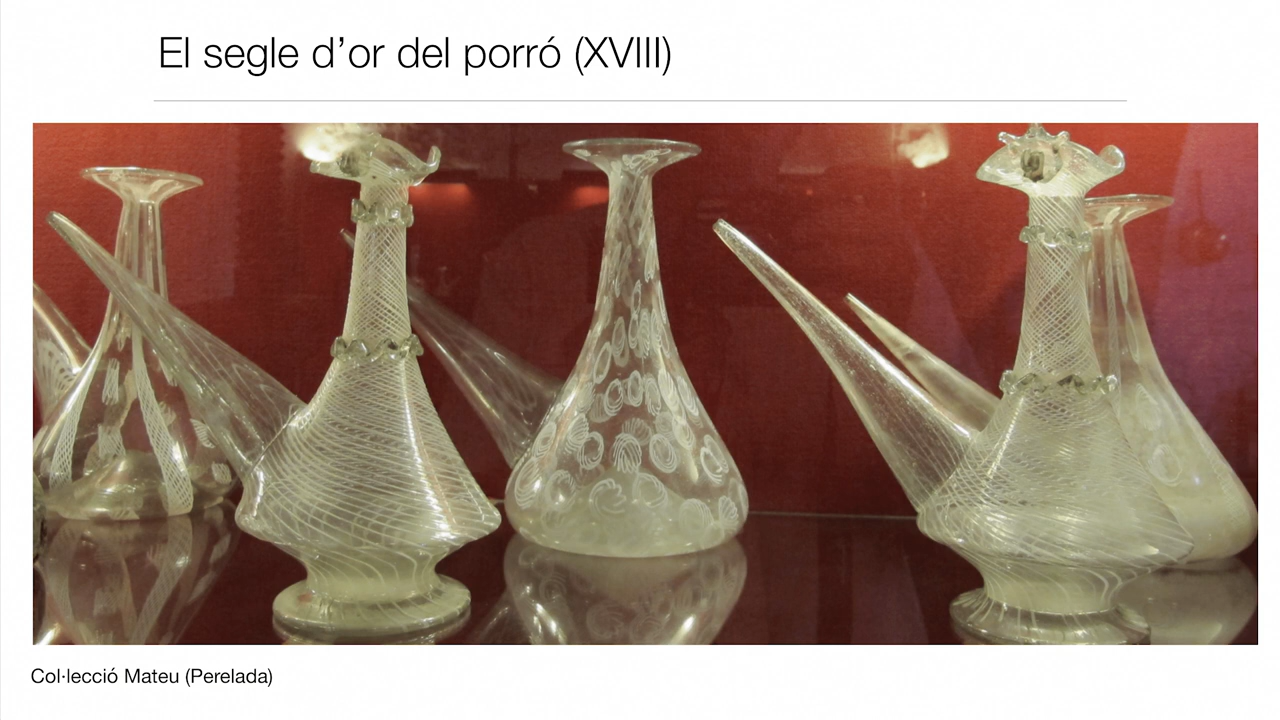 El segle d’or del porró (XVIII)
Col·lecció Mateu (Perelada)